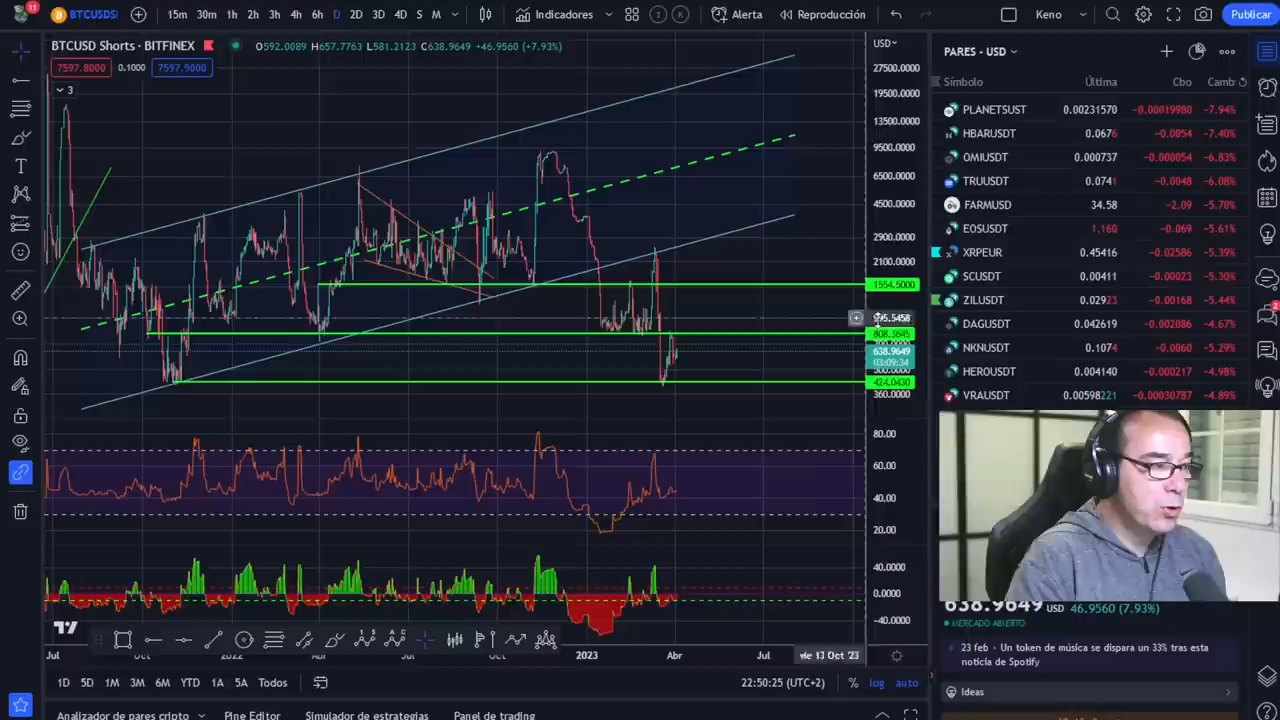 11 BTCUSDS! 15m 30m 1h 2h 3h 4h 6h D 2D 3D 4D S M Indicadores 2 K Alerta Reproducción Keno Publicar
BTCUSD Shorts · BITFINEX O592.0089 H657.7763 L581.2123 C638.9649 +46.9560 (+7.93%)
7597.8000 0.1000 7597.9000
3
USD
27500.0000
19500.0000
13500.0000
9500.0000
6500.0000
4500.0000
2900.0000
2100.0000
1554.5000
808.3645
638.9649
03:09:34
424.0430
360.0000
80.00
60.00
40.00
20.00
40.0000
0.0000
−40.0000
Jul Oct 2022 Abr Jul Oct 2023 Abr Jul vie 13 Oct '23
1D 5D 1M 3M 6M YTD 1A 5A Todos 22:50:25 (UTC+2) % log auto
Analizador de pares cripto Pine Editor Simulador de estrategias Panel de trading
PARES - USD
Símbolo Última Cbo Camb
PLANETSUST 0.00231570 −0.00019980 −7.94%
HBARUSDT 0.0676 −0.0054 −7.40%
OMIUSDT 0.000737 −0.000054 −6.83%
TRUUSDT 0.0741 −0.0048 −6.08%
FARMUSD 34.58 −2.09 −5.70%
EOSUSDT 1.160 −0.069 −5.61%
XRPEUR 0.45416 −0.02586 −5.39%
SCUSDT 0.00411 −0.00023 −5.30%
ZILUSDT 0.02923 −0.00168 −5.44%
DAGUSDT 0.042619 −0.002086 −4.67%
NKNUSDT 0.1074 −0.0060 −5.29%
HEROUSDT 0.004140 −0.000217 −4.98%
VRAUSDT 0.00598221 −0.00030787 −4.89%
638.9649 USD 46.9560 (7.93%)
MERCADO ABIERTO
23 feb · Un token de música se dispara un 33% tras esta
noticia de Spotify
Ideas
2